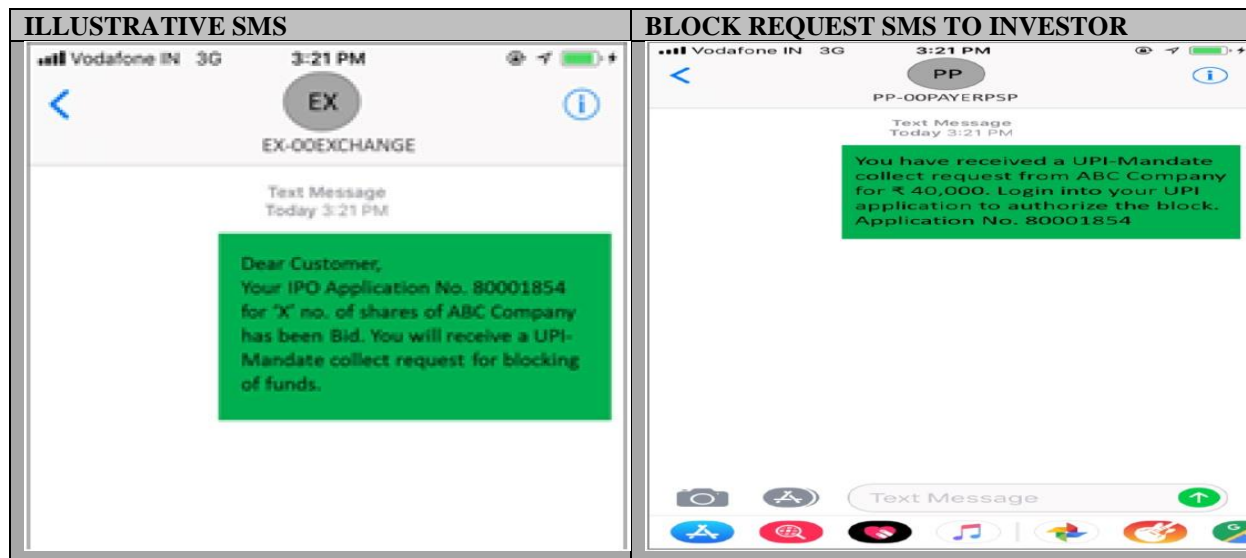 ILLUSTRATIVE SMS
Vodafone IN 3G 3:21 PM
EX
EX-00EXCHANGE
Text Message
Today 3:21 PM
Dear Customer,
Your IPO Application No. 80001854
for 'X' no. of shares of ABC Company
has been Bid. You will receive a UPI-
Mandate collect request for blocking
of funds.
BLOCK REQUEST SMS TO INVESTOR
Vodafone IN 3G 3:21 PM
PP
PP-00PAYERPSP
Text Message
Today 3:21 PM
You have received a UPI-Mandate
collect request from ABC Company
for ₹ 40,000. Login into your UPI
application to authorize the block.
Application No. 80001854
Text Message